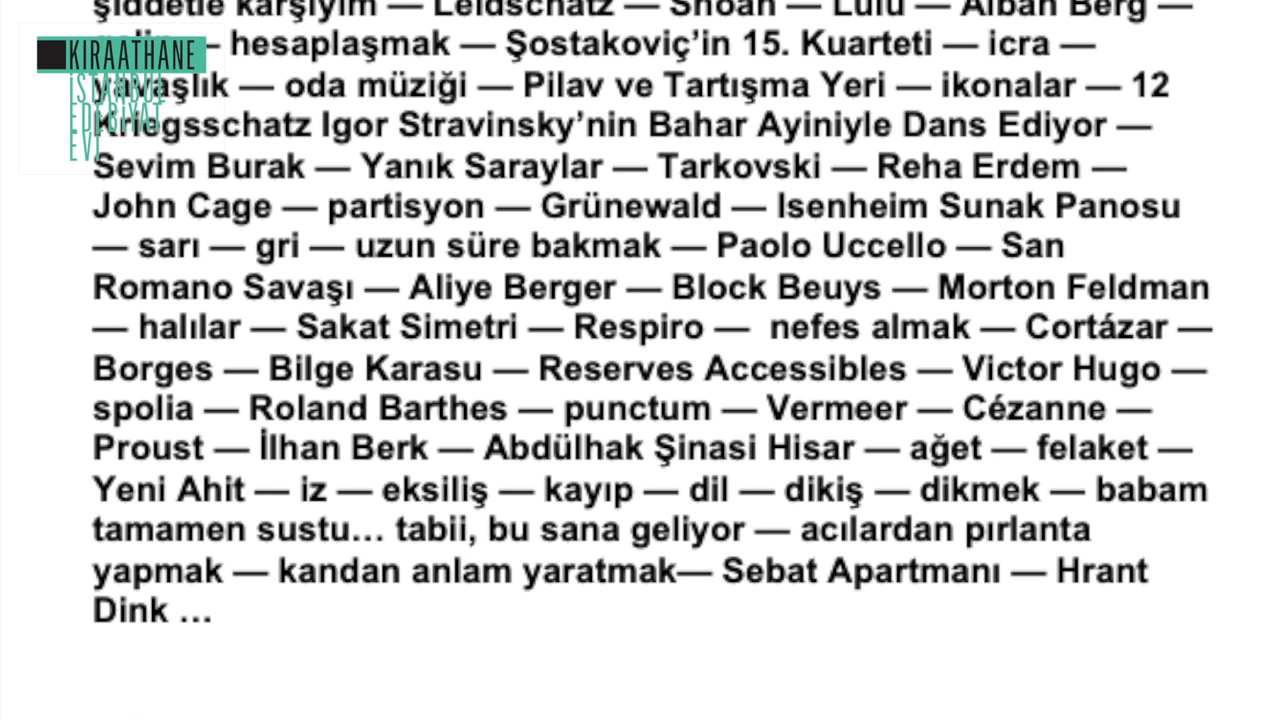 şiddetle karşıyım — Leidschatz — Shoah — Lulu — Alban Berg —
— hesaplaşmak — Şostakoviç’in 15. Kuarteti — icra —
yavaşlık — oda müziği — Pilav ve Tartışma Yeri — ikonalar — 12
Kriegsschatz Igor Stravinsky’nin Bahar Ayiniyle Dans Ediyor —
Sevim Burak — Yanık Saraylar — Tarkovski — Reha Erdem —
John Cage — partisyon — Grünewald — Isenheim Sunak Panosu
— sarı — gri — uzun süre bakmak — Paolo Uccello — San
Romano Savaşı — Aliye Berger — Block Beuys — Morton Feldman
— halılar — Sakat Simetri — Respiro — nefes almak — Cortázar —
Borges — Bilge Karasu — Reserves Accessibles — Victor Hugo —
spolia — Roland Barthes — punctum — Vermeer — Cézanne —
Proust — İlhan Berk — Abdülhak Şinasi Hisar — ağet — felaket —
Yeni Ahit — iz — eksiliş — kayıp — dil — dikiş — dikmek — babam
tamamen sustu… tabii, bu sana geliyor — acılardan pırlanta
yapmak — kandan anlam yaratmak— Sebat Apartmanı — Hrant
Dink …
KIRAATHANE
İSTANBUL
EDEBİYAT
EVİ